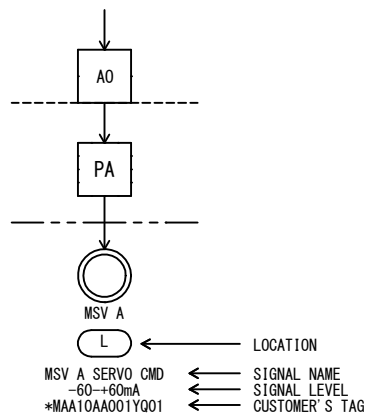 AO
PA
MSV A
L
LOCATION
MSV A SERVO CMD
SIGNAL NAME
-60-+60mA
SIGNAL LEVEL
*MAA10AA001YQ01
CUSTOMER'S TAG